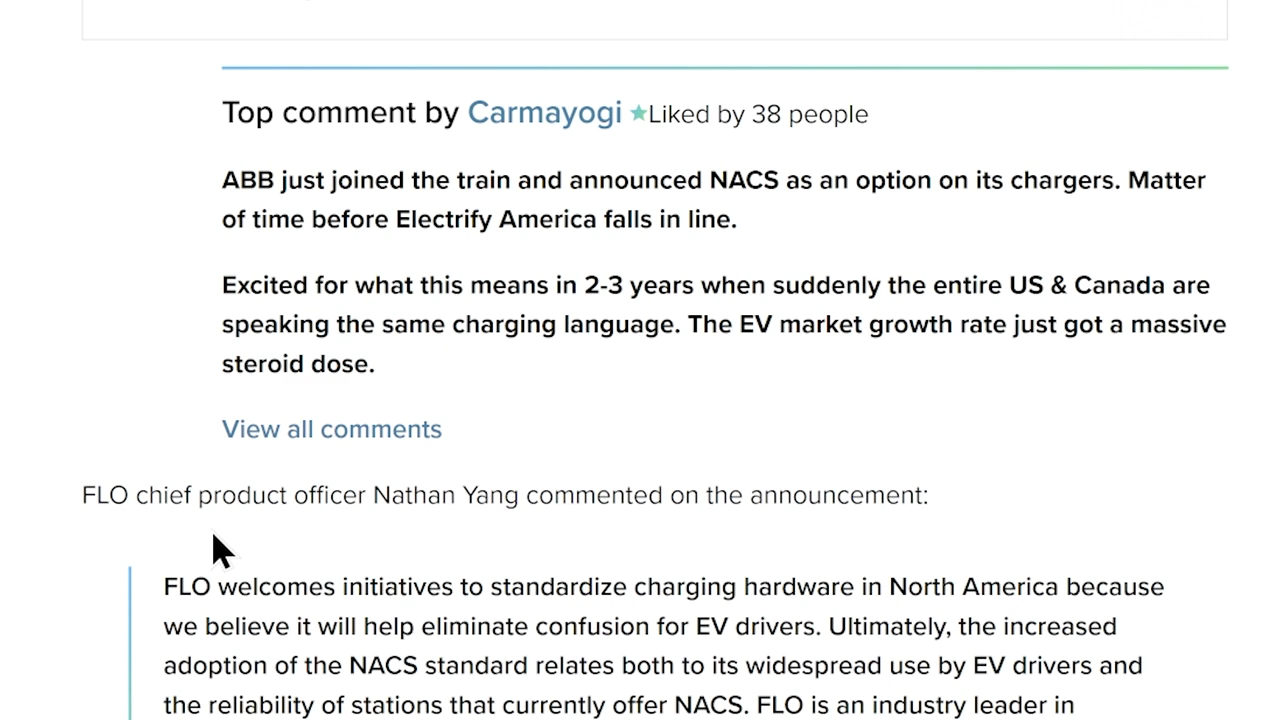 Top comment by Carmayogi ★Liked by 38 people
ABB just joined the train and announced NACS as an option on its chargers. Matter
of time before Electrify America falls in line.
Excited for what this means in 2-3 years when suddenly the entire US & Canada are
speaking the same charging language. The EV market growth rate just got a massive
steroid dose.
View all comments
FLO chief product officer Nathan Yang commented on the announcement:
FLO welcomes initiatives to standardize charging hardware in North America because
we believe it will help eliminate confusion for EV drivers. Ultimately, the increased
adoption of the NACS standard relates both to its widespread use by EV drivers and
the reliability of stations that currently offer NACS. FLO is an industry leader in